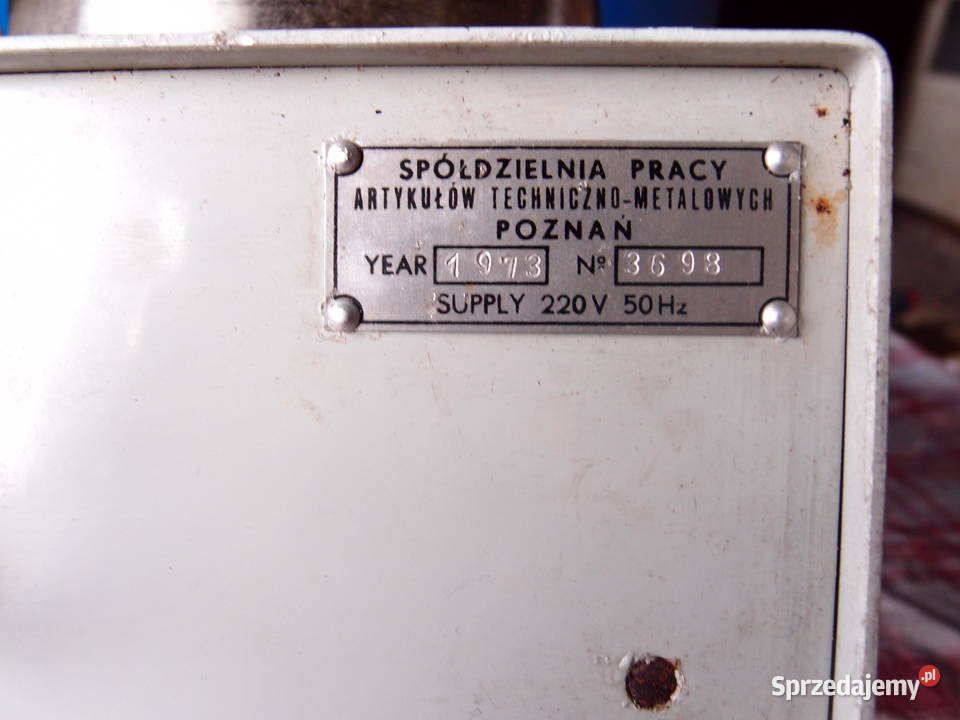 SPÓŁDZIELNIA PRACY
ARTYKUŁÓW TECHNICZNO-METALOWYCH
POZNAŃ
YEAR 1973 Nº 3698
SUPPLY 220V 50Hz
Sprzedajemy.pl